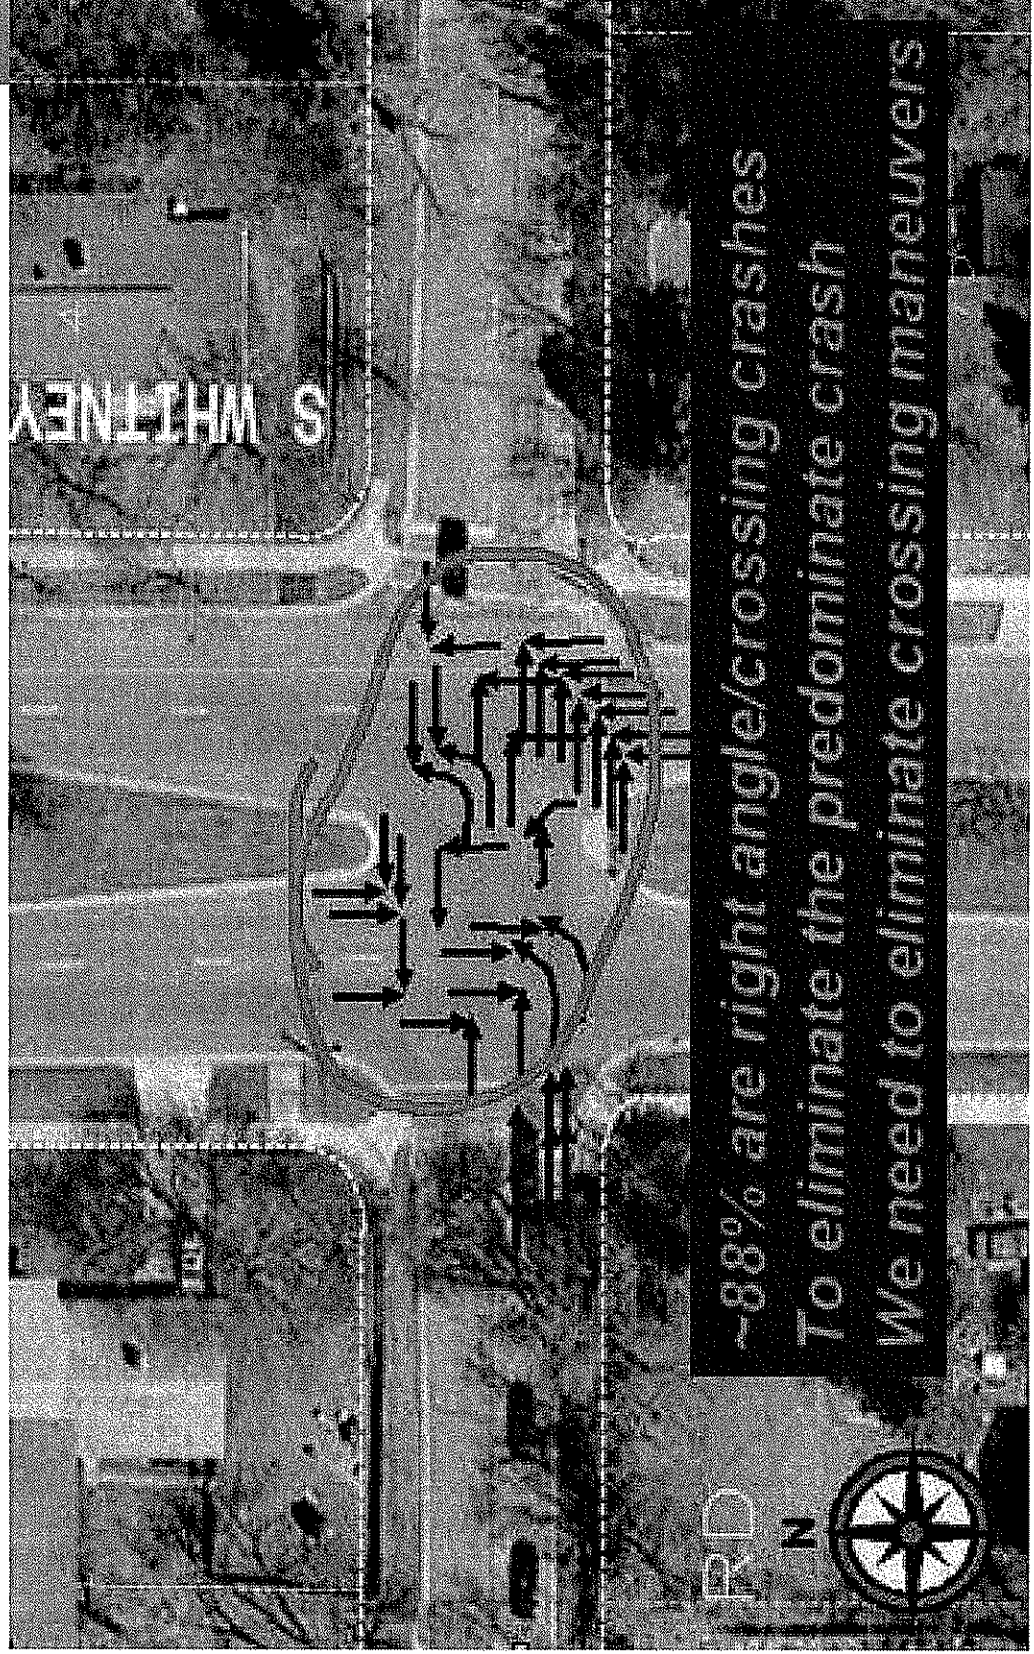 S WHITNEY
~88% are right angle/crossing crashes
To eliminate the predominate crash
We need to eliminate crossing maneuvers
RD
N